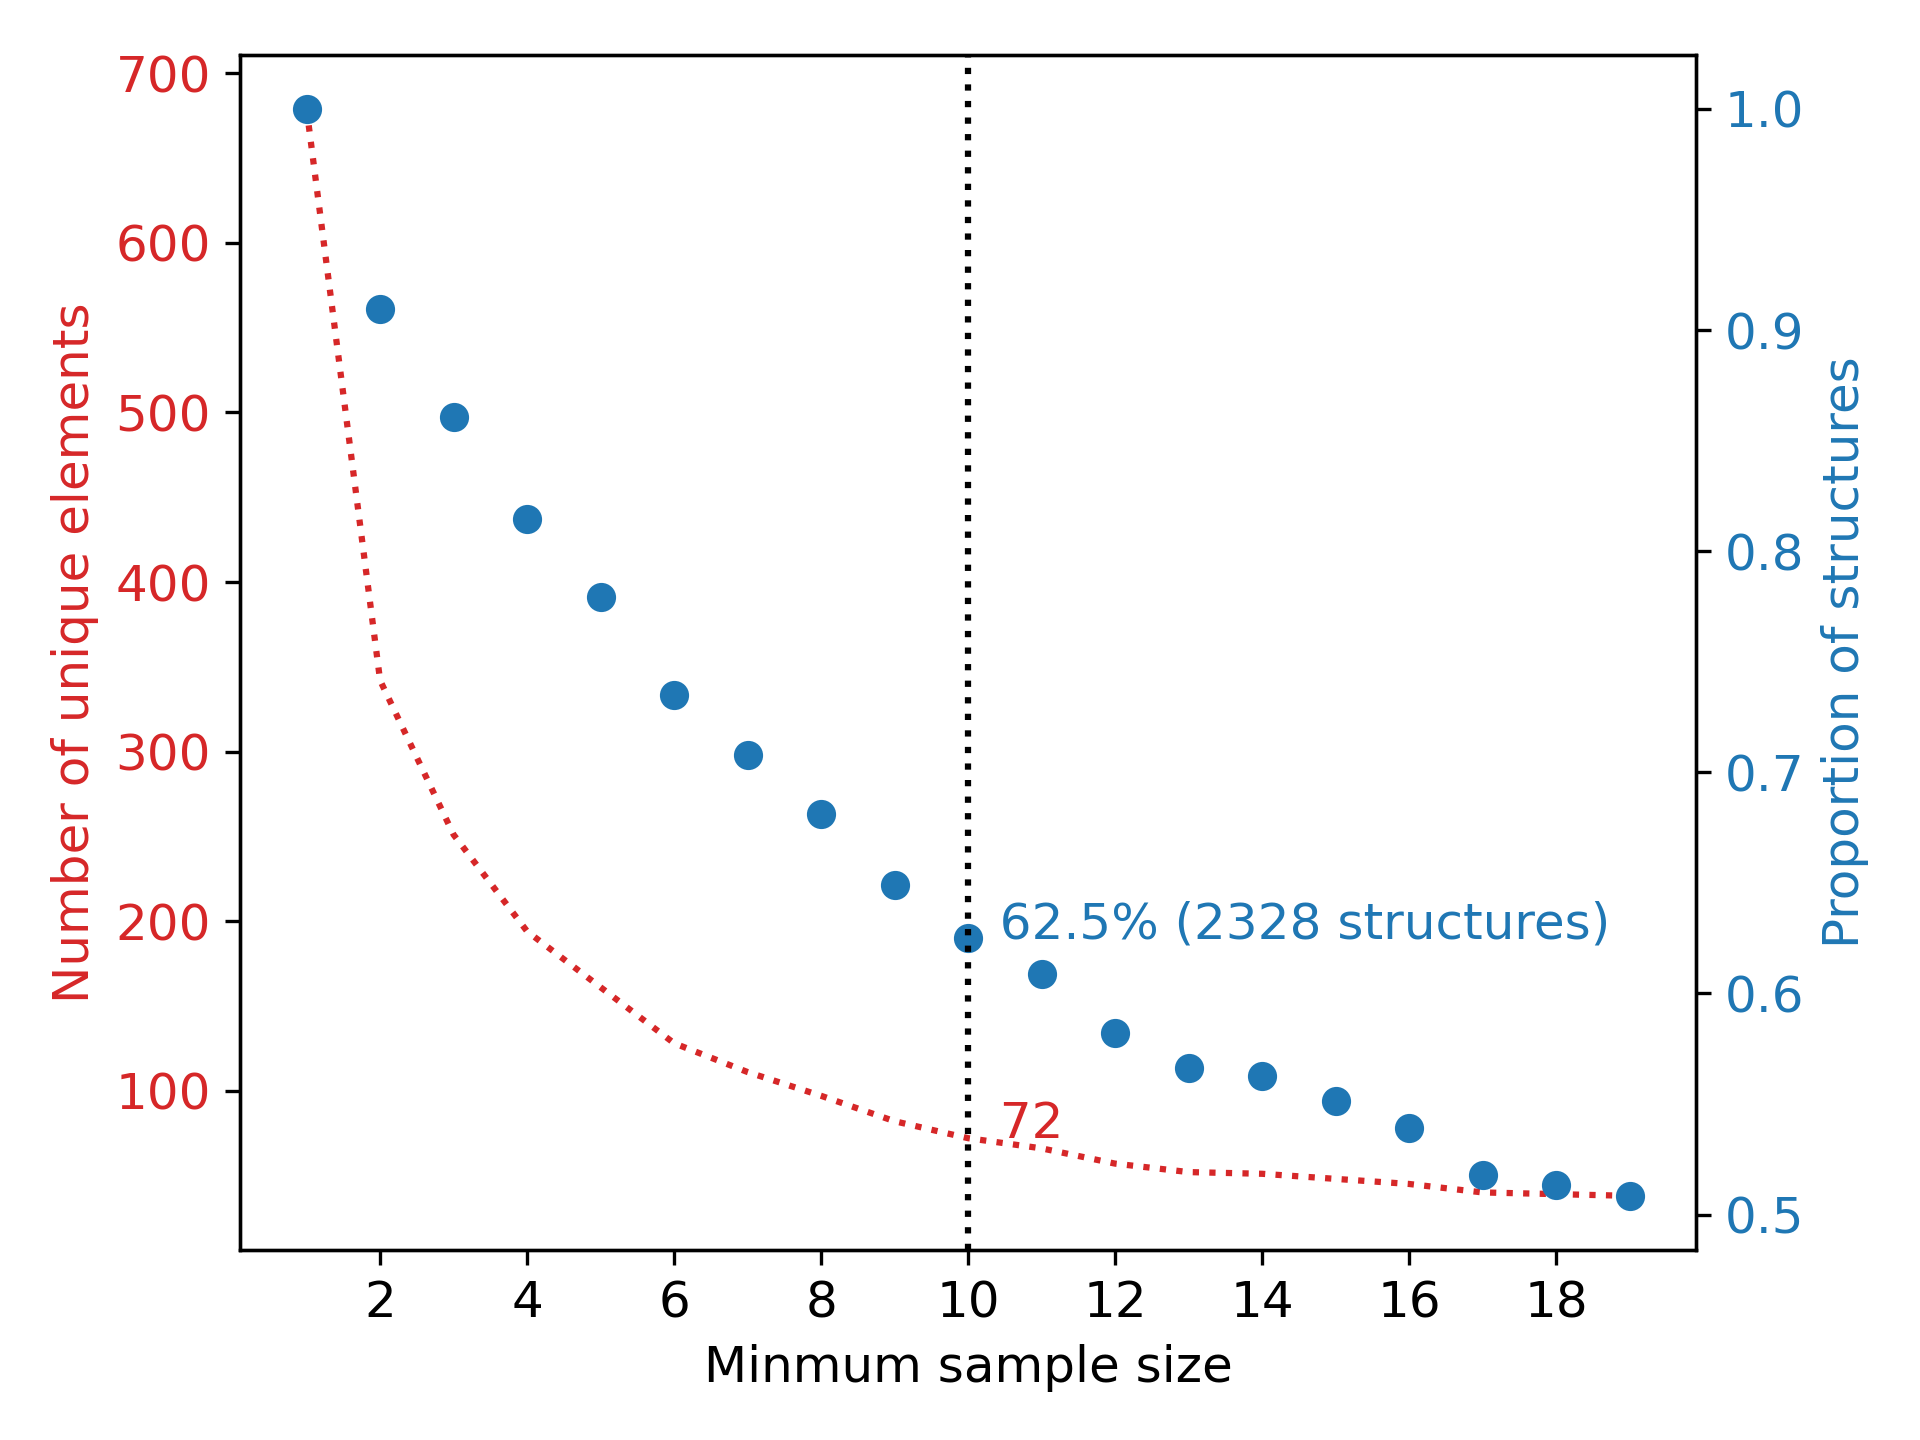 700
600
500
400
300
200
100
Number of unique elements
1.0
0.9
0.8
0.7
0.6
0.5
Proportion of structures
62.5% (2328 structures)
72
2 4 6 8 10 12 14 16 18
Minmum sample size